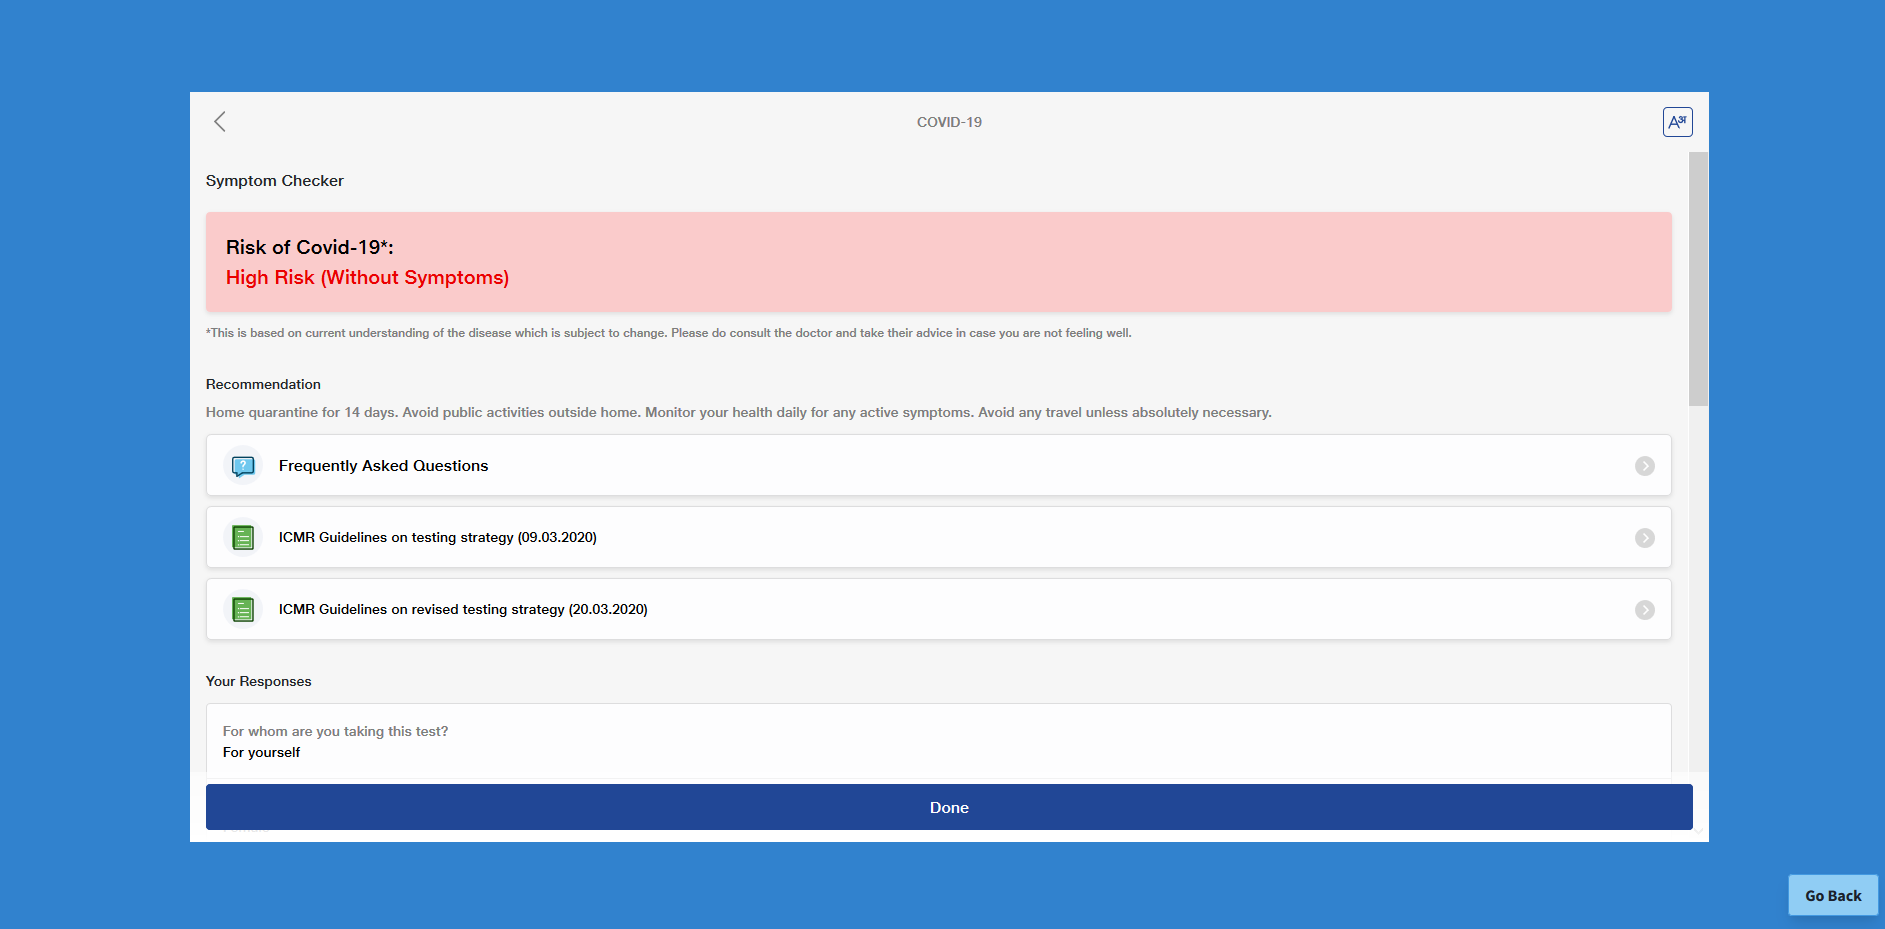 COVID-19
Aअ
Symptom Checker
Risk of Covid-19*:
High Risk (Without Symptoms)
*This is based on current understanding of the disease which is subject to change. Please do consult the doctor and take their advice in case you are not feeling well.
Recommendation
Home quarantine for 14 days. Avoid public activities outside home. Monitor your health daily for any active symptoms. Avoid any travel unless absolutely necessary.
?
Frequently Asked Questions
ICMR Guidelines on testing strategy (09.03.2020)
ICMR Guidelines on revised testing strategy (20.03.2020)
Your Responses
For whom are you taking this test?
For yourself
Done
Go Back